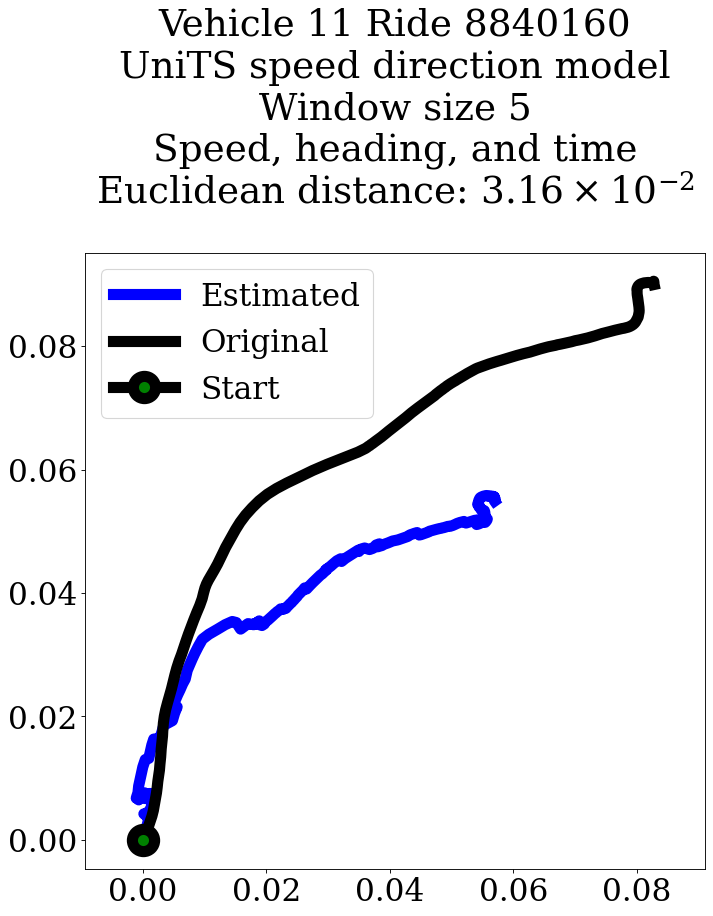 Vehicle 11 Ride 8840160
UniTS speed direction model
Window size 5
Speed, heading, and time
Euclidean distance: 3.16 × 10⁻²
Estimated
Original
Start
0.08
0.06
0.04
0.02
0.00
0.00 0.02 0.04 0.06 0.08